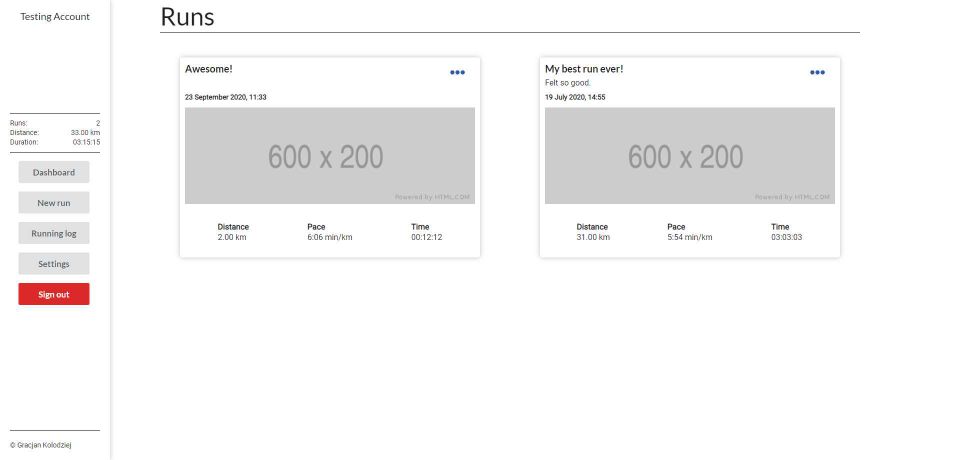 Testing Account
Runs: 2
Distance: 33.00 km
Duration: 03:15:15
Dashboard
New run
Running log
Settings
Sign out
© Gracjan Kolodziej
Runs
Awesome!
23 September 2020, 11:33
600 x 200
Powered by HTML.COM
Distance Pace Time
2.00 km 6:06 min/km 00:12:12
My best run ever!
Felt so good.
19 July 2020, 14:55
600 x 200
Powered by HTML.COM
Distance Pace Time
31.00 km 5:54 min/km 03:03:03